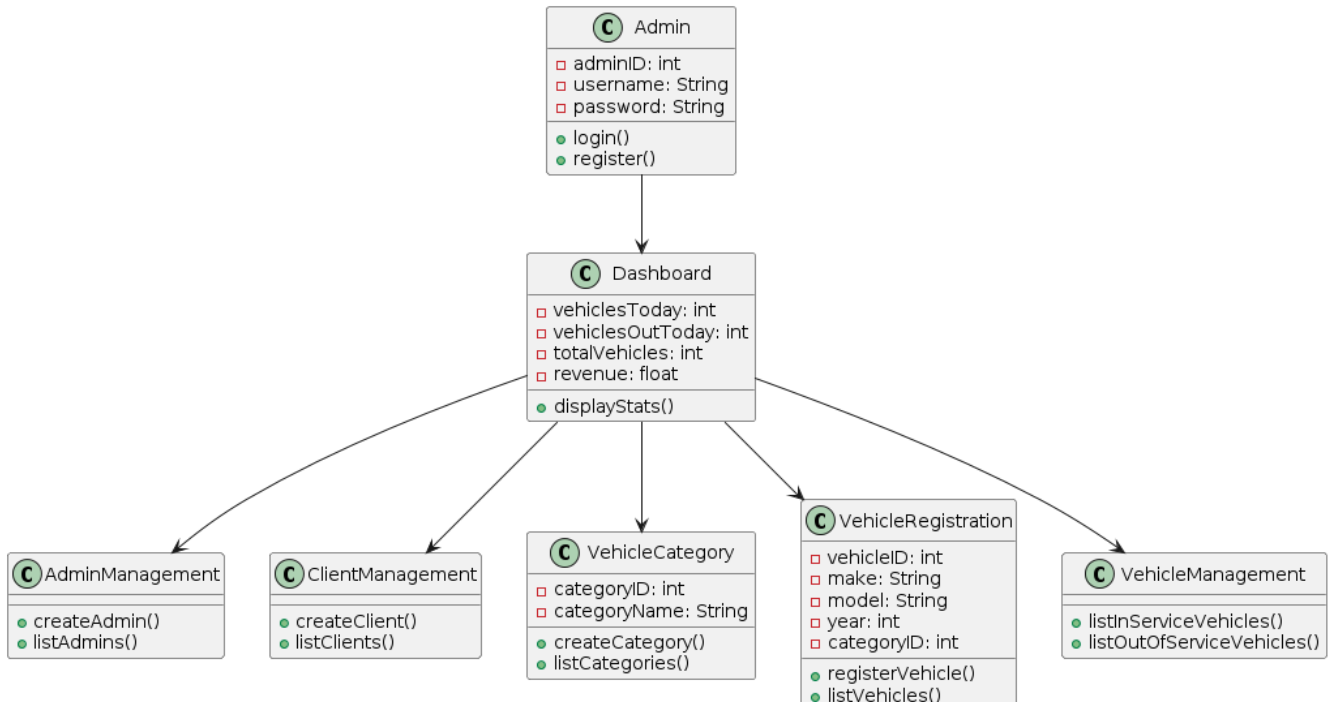 C Admin
adminID: int
username: String
password: String
login()
register()
C Dashboard
vehiclesToday: int
vehiclesOutToday: int
totalVehicles: int
revenue: float
displayStats()
C AdminManagement
createAdmin()
listAdmins()
C ClientManagement
createClient()
listClients()
C VehicleCategory
categoryID: int
categoryName: String
createCategory()
listCategories()
C VehicleRegistration
vehicleID: int
make: String
model: String
year: int
categoryID: int
registerVehicle()
listVehicles()
C VehicleManagement
listInServiceVehicles()
listOutOfServiceVehicles()